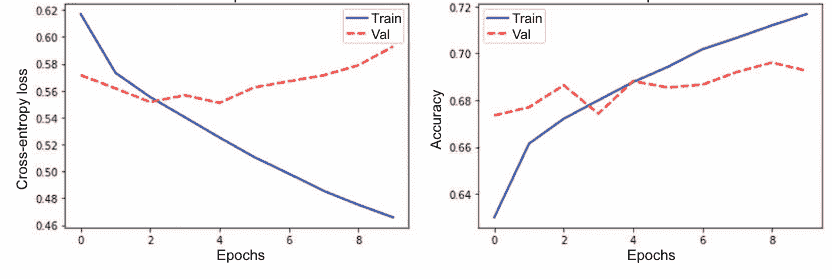 0.62
0.60
0.58
0.56
0.54
0.52
0.50
0.48
0.46
Cross-entropy loss
Train
Val
0 2 4 6 8
Epochs
0.72
0.70
0.68
0.66
0.64
Accuracy
Train
Val
0 2 4 6 8
Epochs